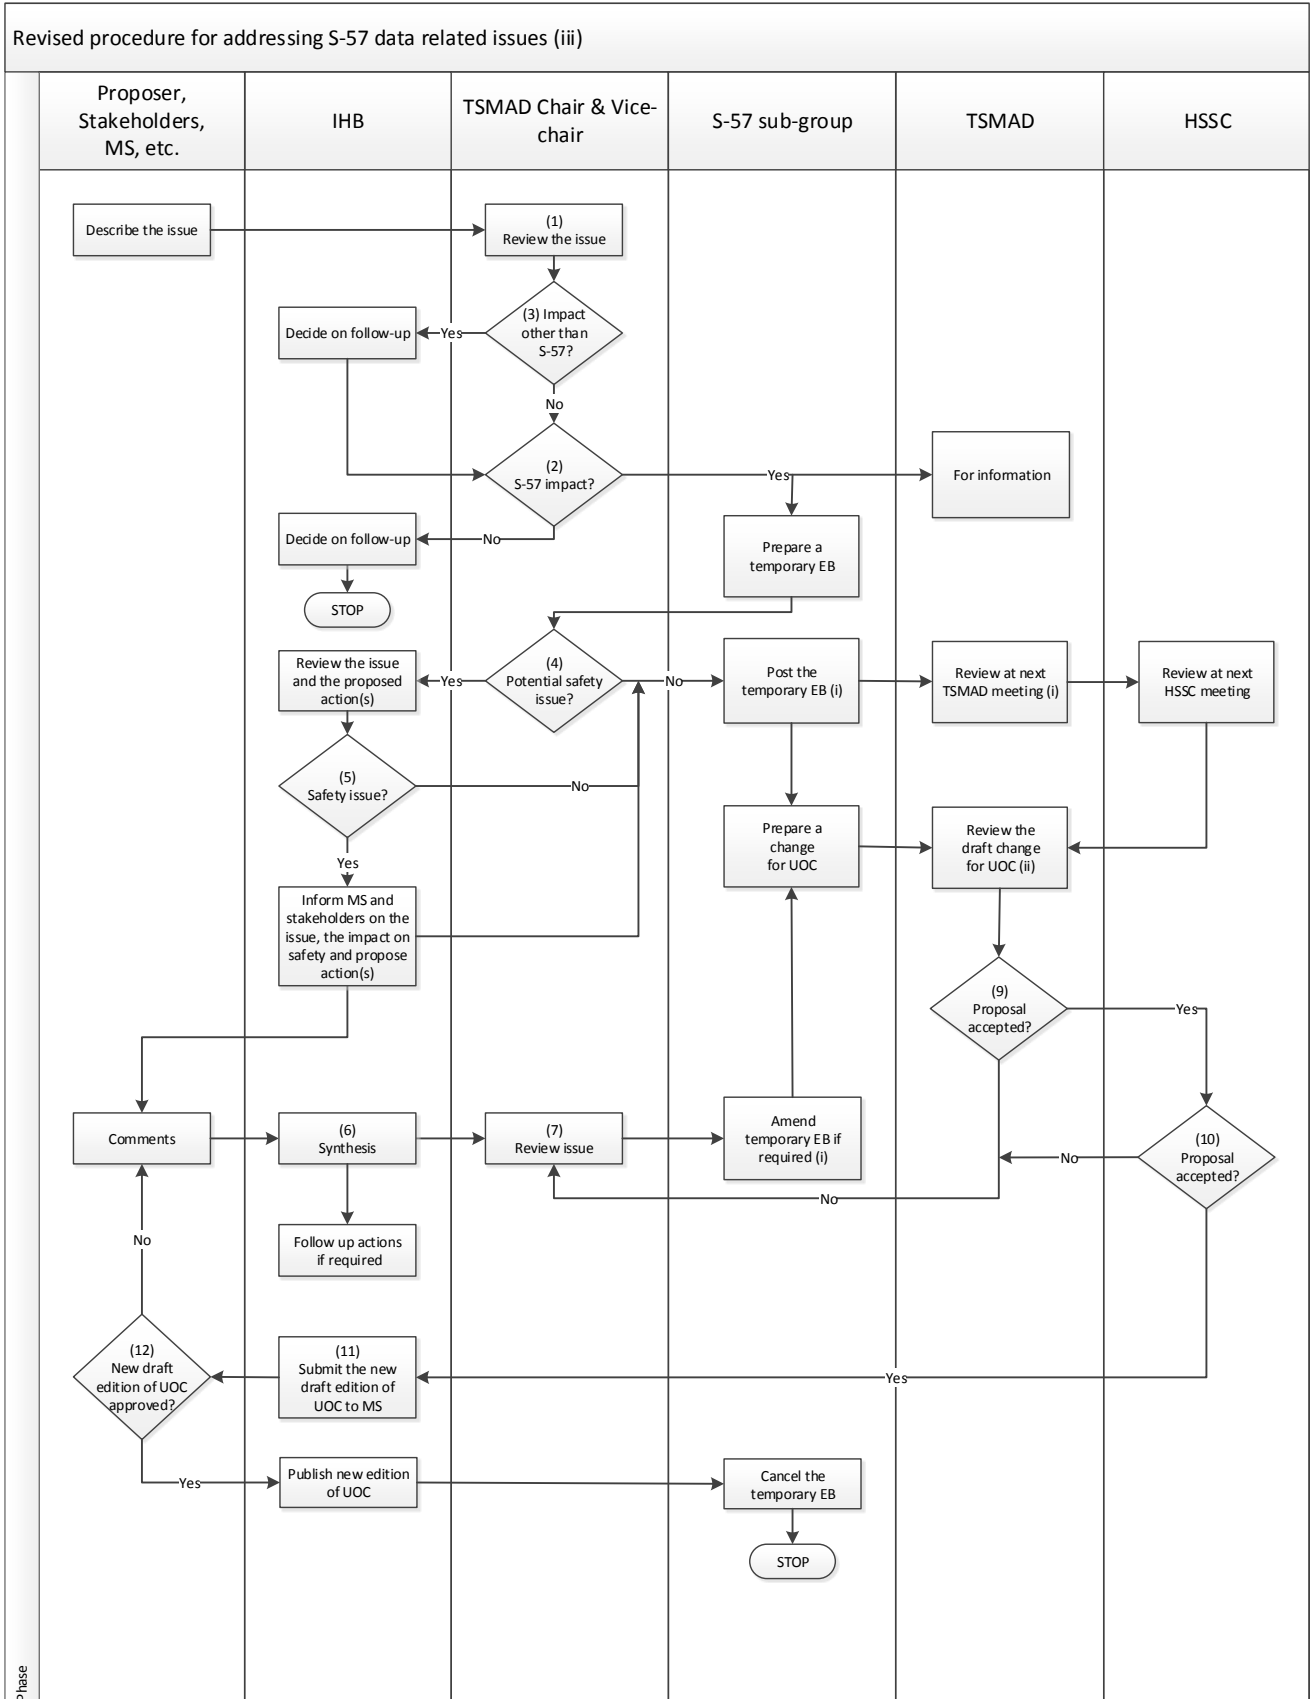 Revised procedure for addressing S-57 data related issues (iii)
Proposer,
Stakeholders,
MS, etc.
IHB
TSMAD Chair & Vice-
chair
S-57 sub-group
TSMAD
HSSC
Describe the issue
(1)
Review the issue
(3) Impact
other than
S-57?
Yes
Decide on follow-up
No
(2)
S-57 impact?
Yes
For information
No
Decide on follow-up
STOP
Prepare a
temporary EB
(4)
Potential safety
issue?
Yes
Review the issue
and the proposed
action(s)
No
Post the
temporary EB (i)
Review at next
TSMAD meeting (i)
Review at next
HSSC meeting
(5)
Safety issue?
No
Yes
Prepare a
change
for UOC
Review the
draft change
for UOC (ii)
Inform MS and
stakeholders on the
issue, the impact on
safety and propose
action(s)
(9)
Proposal
accepted?
Yes
Comments
(6)
Synthesis
(7)
Review issue
Amend
temporary EB if
required (i)
No
(10)
Proposal
accepted?
No
No
Follow up actions
if required
(12)
New draft
edition of UOC
approved?
(11)
Submit the new
draft edition of
UOC to MS
Yes
Yes
Publish new edition
of UOC
Cancel the
temporary EB
STOP
Phase